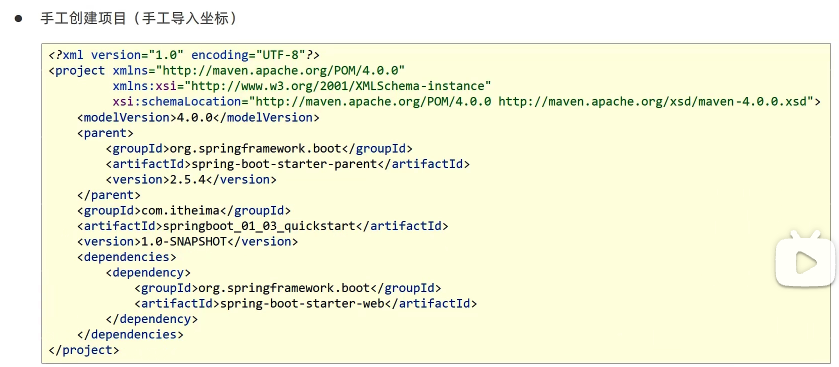 ● 手工创建项目（手工导入坐标）
<?xml version="1.0" encoding="UTF-8"?>
<project xmlns="http://maven.apache.org/POM/4.0.0"
         xmlns:xsi="http://www.w3.org/2001/XMLSchema-instance"
         xsi:schemaLocation="http://maven.apache.org/POM/4.0.0 http://maven.apache.org/xsd/maven-4.0.0.xsd">
    <modelVersion>4.0.0</modelVersion>
    <parent>
        <groupId>org.springframework.boot</groupId>
        <artifactId>spring-boot-starter-parent</artifactId>
        <version>2.5.4</version>
    </parent>
    <groupId>com.itheima</groupId>
    <artifactId>springboot_01_03_quickstart</artifactId>
    <version>1.0-SNAPSHOT</version>
    <dependencies>
        <dependency>
            <groupId>org.springframework.boot</groupId>
            <artifactId>spring-boot-starter-web</artifactId>
        </dependency>
    </dependencies>
</project>